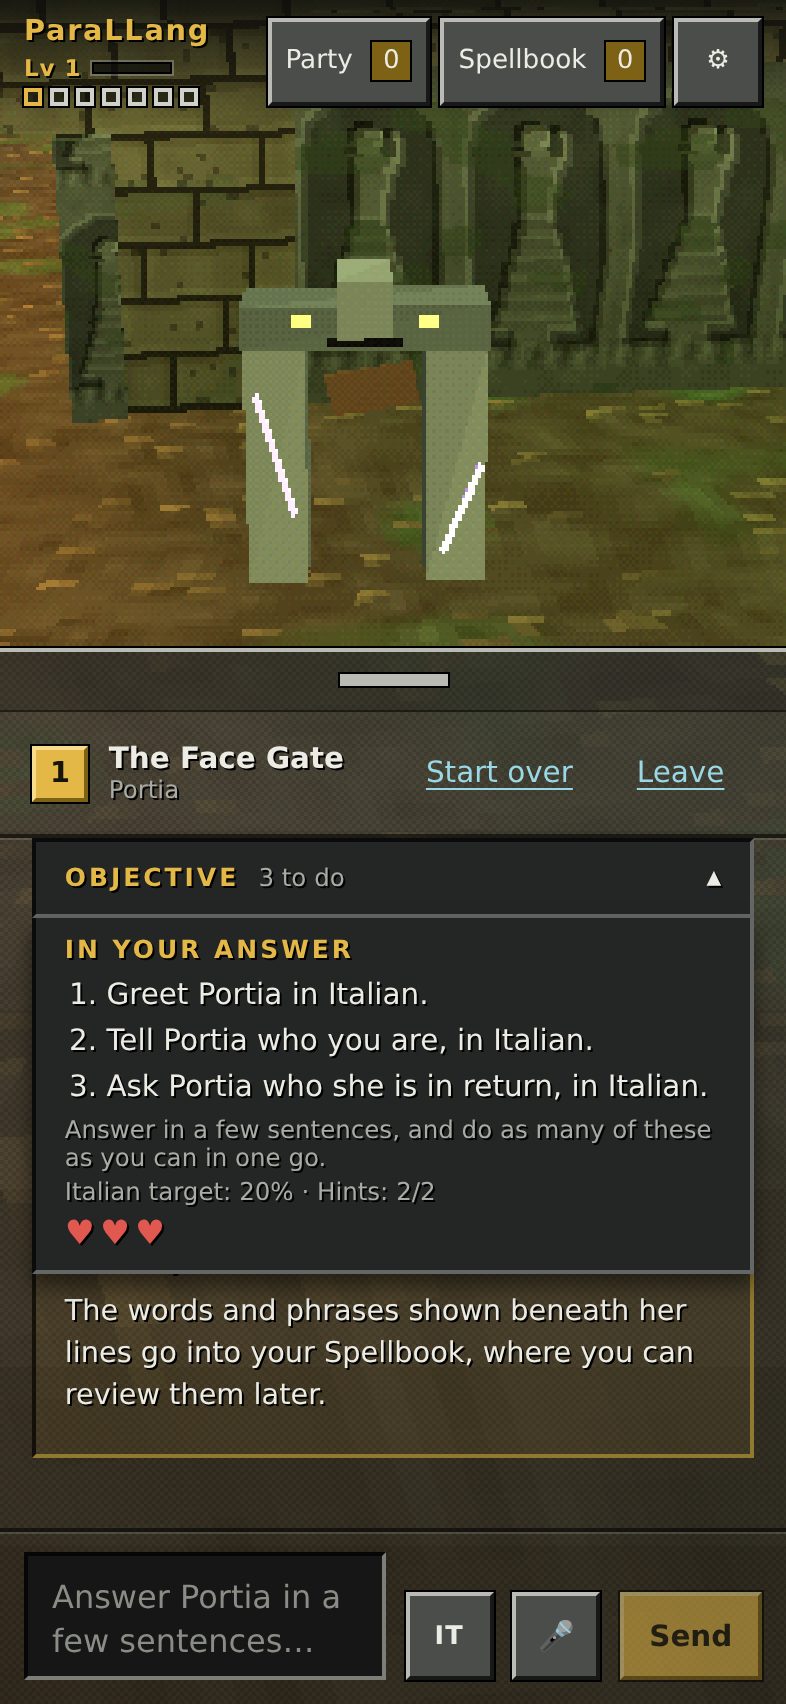 ParaLLang
Lv 1
Party 0
Spellbook 0
1
The Face Gate
Portia
Start over
Leave
OBJECTIVE 3 to do
IN YOUR ANSWER
1. Greet Portia in Italian.
2. Tell Portia who you are, in Italian.
3. Ask Portia who she is in return, in Italian.
Answer in a few sentences, and do as many of these
as you can in one go.
Italian target: 20% · Hints: 2/2
The words and phrases shown beneath her
lines go into your Spellbook, where you can
review them later.
Answer Portia in a
few sentences...
IT
Send